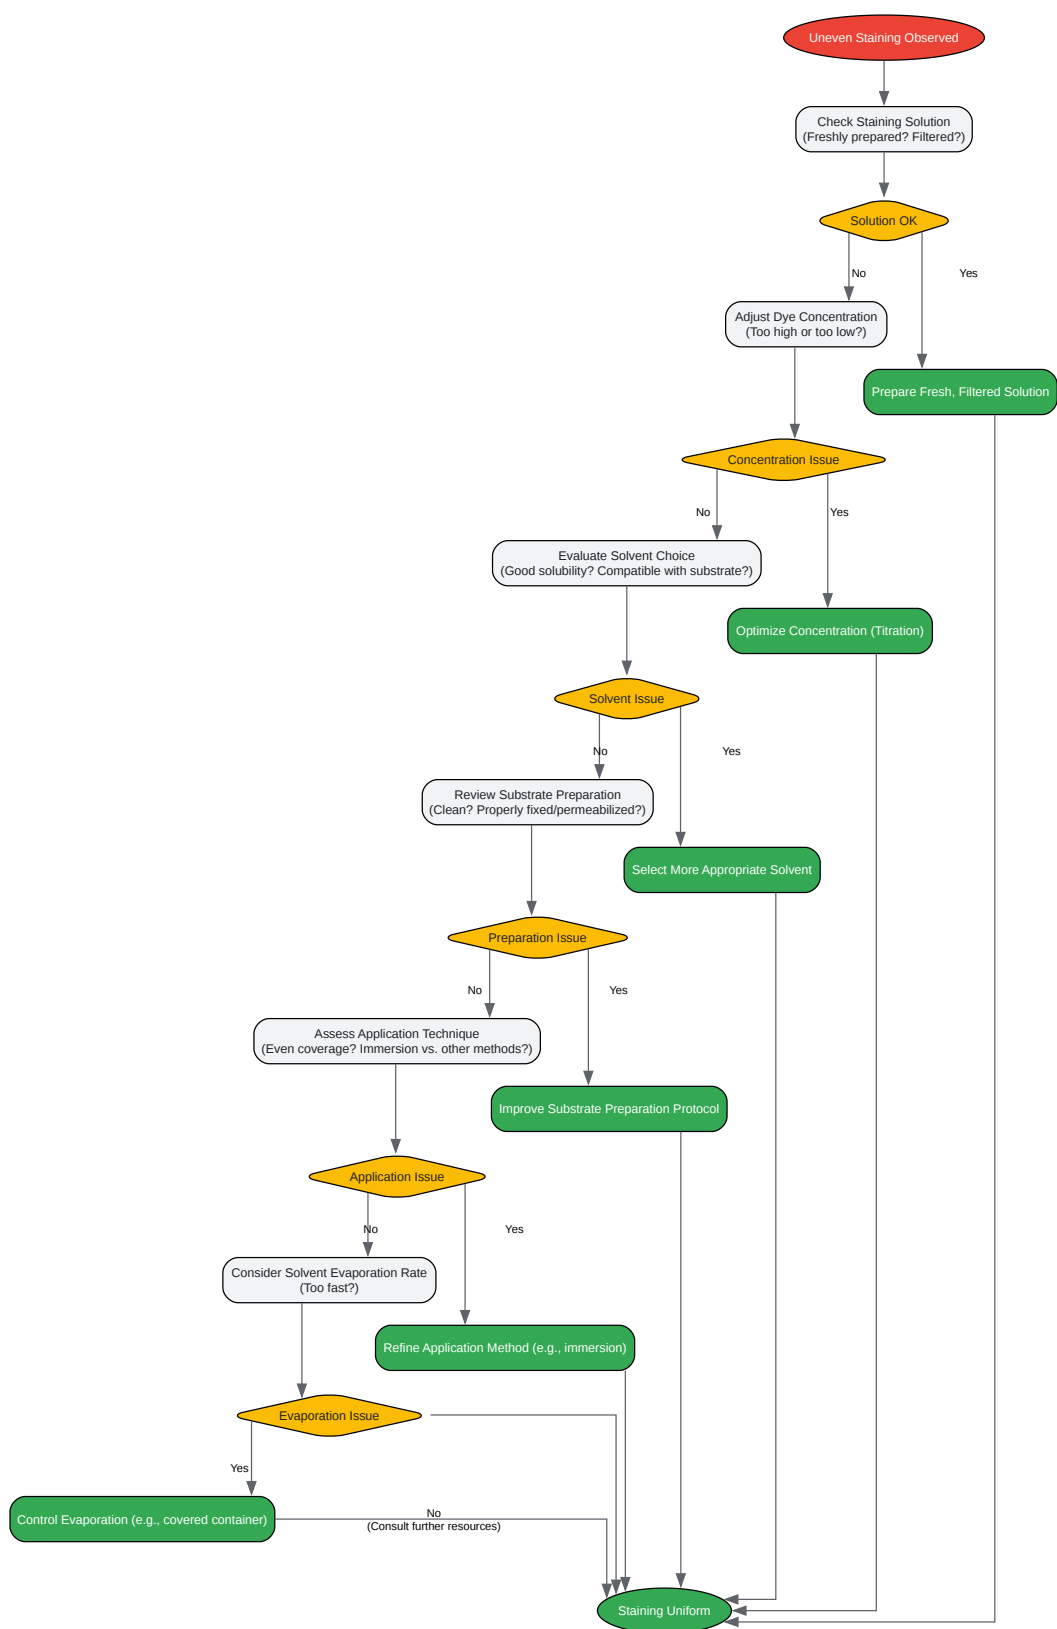 Uneven Staining Observed
Check Staining Solution
(Freshly prepared? Filtered?)
Solution OK
No
Yes
Adjust Dye Concentration
(Too high or too low?)
Prepare Fresh, Filtered Solution
Concentration Issue
No
Yes
Evaluate Solvent Choice
(Good solubility? Compatible with substrate?)
Optimize Concentration (Titration)
Solvent Issue
No
Yes
Review Substrate Preparation
(Clean? Properly fixed/permeabilized?)
Select More Appropriate Solvent
Preparation Issue
No
Yes
Assess Application Technique
(Even coverage? Immersion vs. other methods?)
Improve Substrate Preparation Protocol
Application Issue
No
Yes
Consider Solvent Evaporation Rate
(Too fast?)
Refine Application Method (e.g., immersion)
Evaporation Issue
Yes
Control Evaporation (e.g., covered container)
No
(Consult further resources)
Staining Uniform